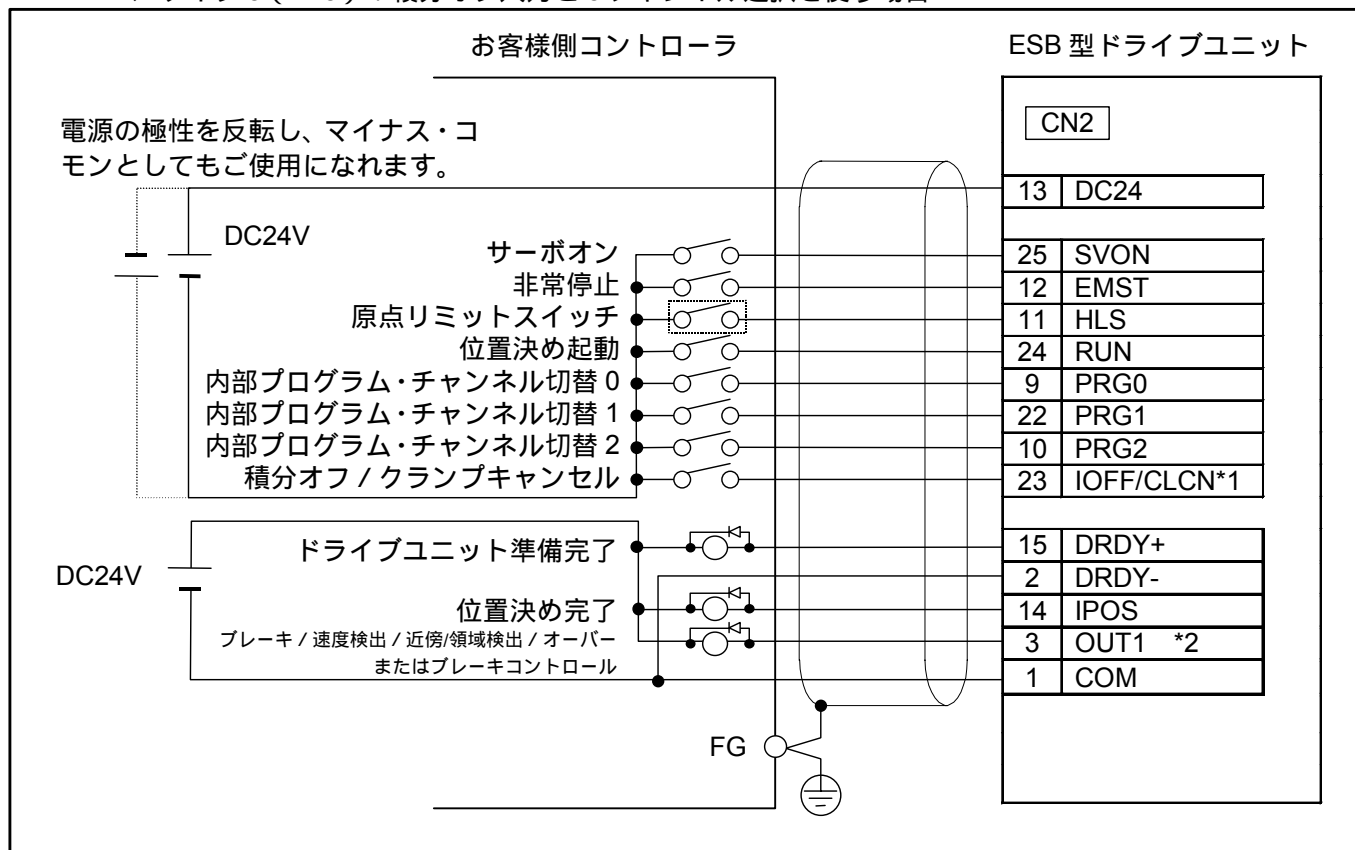 お客様側コントローラ
ESB 型ドライブユニット
CN2
電源の極性を反転し、マイナス・コ
モンとしてもご使用になれます。
DC24V
13 DC24
サーボオン 25 SVON
非常停止 12 EMST
原点リミットスイッチ 11 HLS
位置決め起動 24 RUN
内部プログラム・チャンネル切替 0 9 PRG0
内部プログラム・チャンネル切替 1 22 PRG1
内部プログラム・チャンネル切替 2 10 PRG2
積分オフ / クランプキャンセル 23 IOFF/CLCN*1
DC24V
ドライブユニット準備完了 15 DRDY+
2 DRDY-
位置決め完了 14 IPOS
ブレーキ / 速度検出 / 近傍/領域検出 / オーバー
またはブレーキコントロール
3 OUT1 *2
1 COM
FG